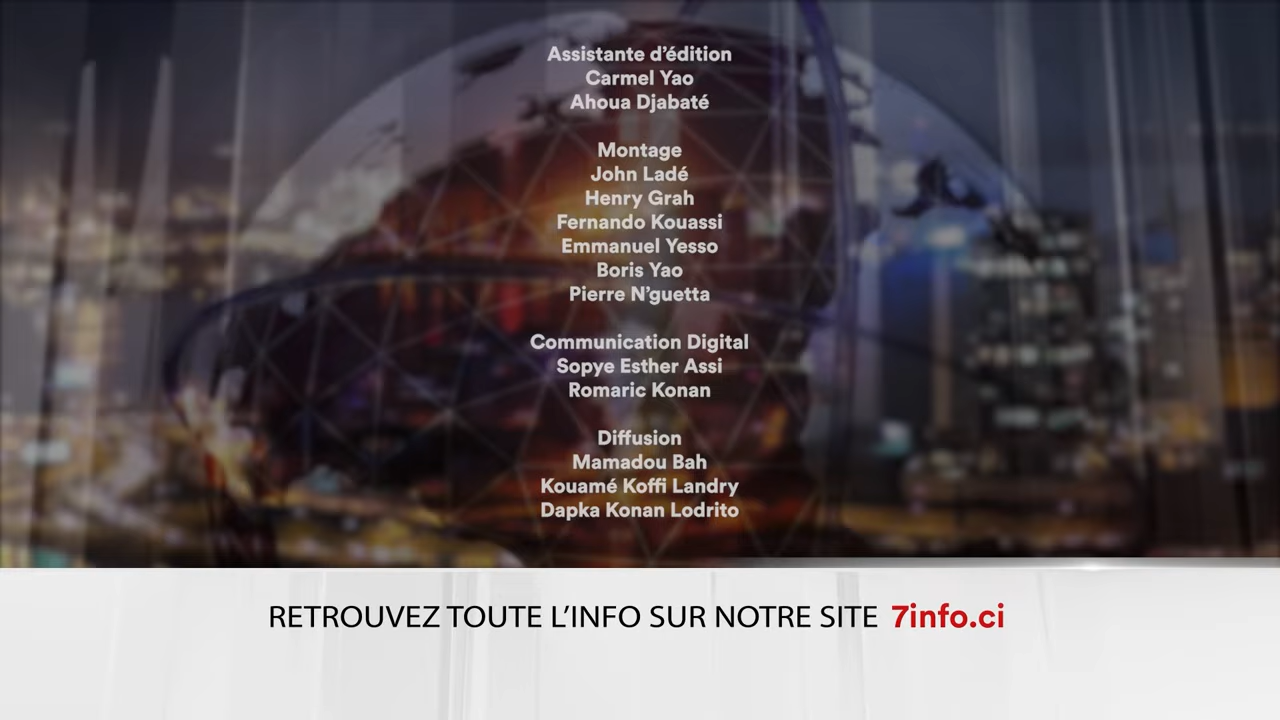 Assistante d'édition
Carmel Yao
Ahoua Djabaté
Montage
John Ladé
Henry Grah
Fernando Kouassi
Emmanuel Yesso
Boris Yao
Pierre N'guetta
Communication Digital
Sopye Esther Assi
Romaric Konan
Diffusion
Mamadou Bah
Kouamé Koffi Landry
Dapka Konan Lodrito
RETROUVEZ TOUTE L'INFO SUR NOTRE SITE 7info.ci